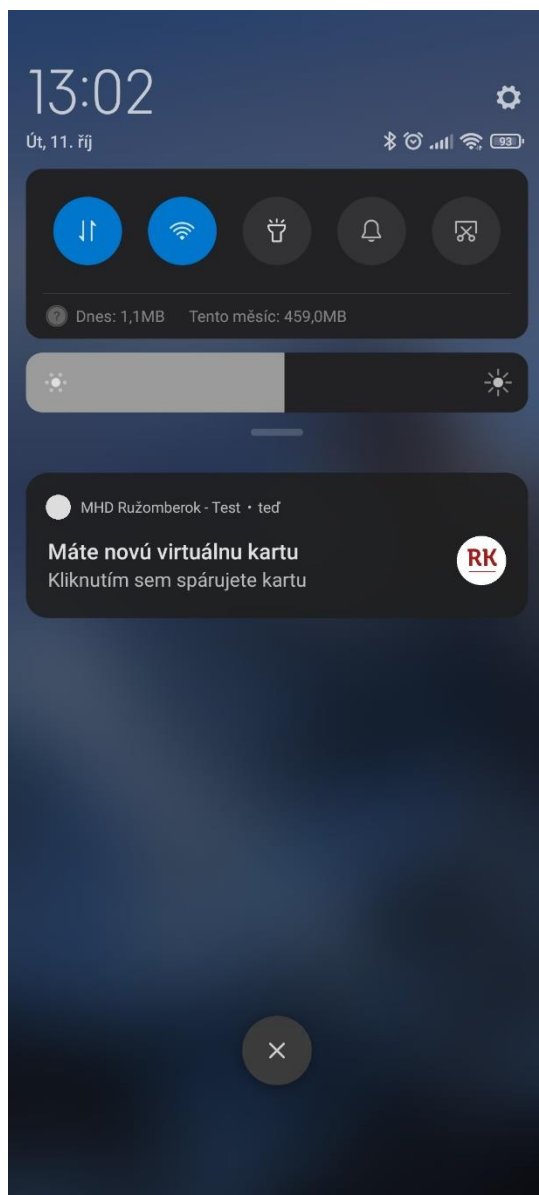 13:02
Út, 11. říj
93
Dnes: 1,1MB Tento měsíc: 459,0MB
MHD Ružomberok - Test • teď
Máte novú virtuálnu kartu
Kliknutím sem spárujete kartu
RK